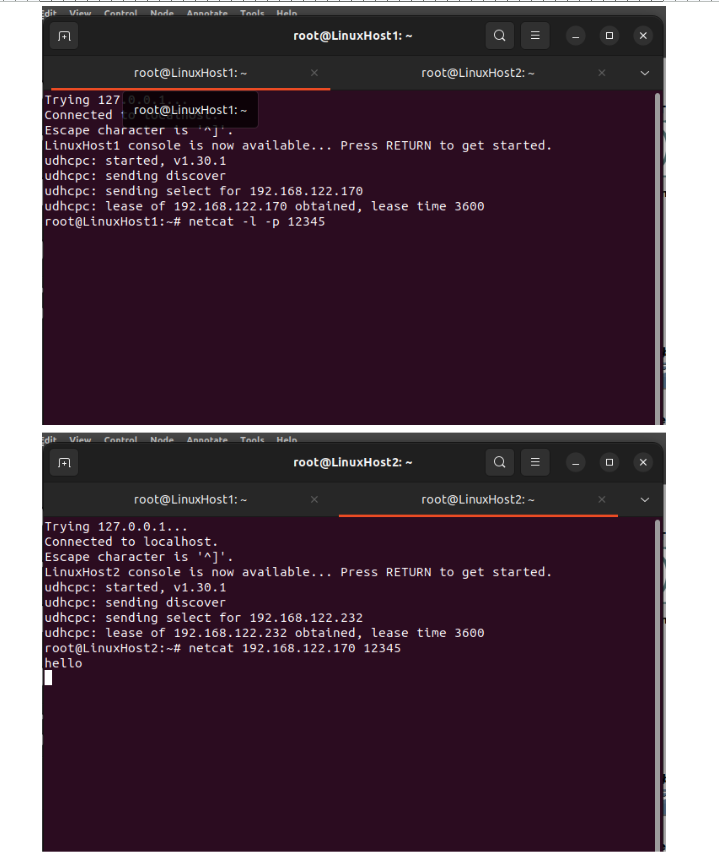 Edit View Control Node Annotate Tools Help
root@LinuxHost1: ~
root@LinuxHost1: ~ × root@LinuxHost2: ~ ×
Trying 127.0.0.1...
root@LinuxHost1: ~
Connected to localhost.
Escape character is '^]'.
LinuxHost1 console is now available... Press RETURN to get started.
udhcpc: started, v1.30.1
udhcpc: sending discover
udhcpc: sending select for 192.168.122.170
udhcpc: lease of 192.168.122.170 obtained, lease time 3600
root@LinuxHost1:~# netcat -l -p 12345
Edit View Control Node Annotate Tools Help
root@LinuxHost2: ~
root@LinuxHost1: ~ × root@LinuxHost2: ~ ×
Trying 127.0.0.1...
Connected to localhost.
Escape character is '^]'.
LinuxHost2 console is now available... Press RETURN to get started.
udhcpc: started, v1.30.1
udhcpc: sending discover
udhcpc: sending select for 192.168.122.232
udhcpc: lease of 192.168.122.232 obtained, lease time 3600
root@LinuxHost2:~# netcat 192.168.122.170 12345
hello